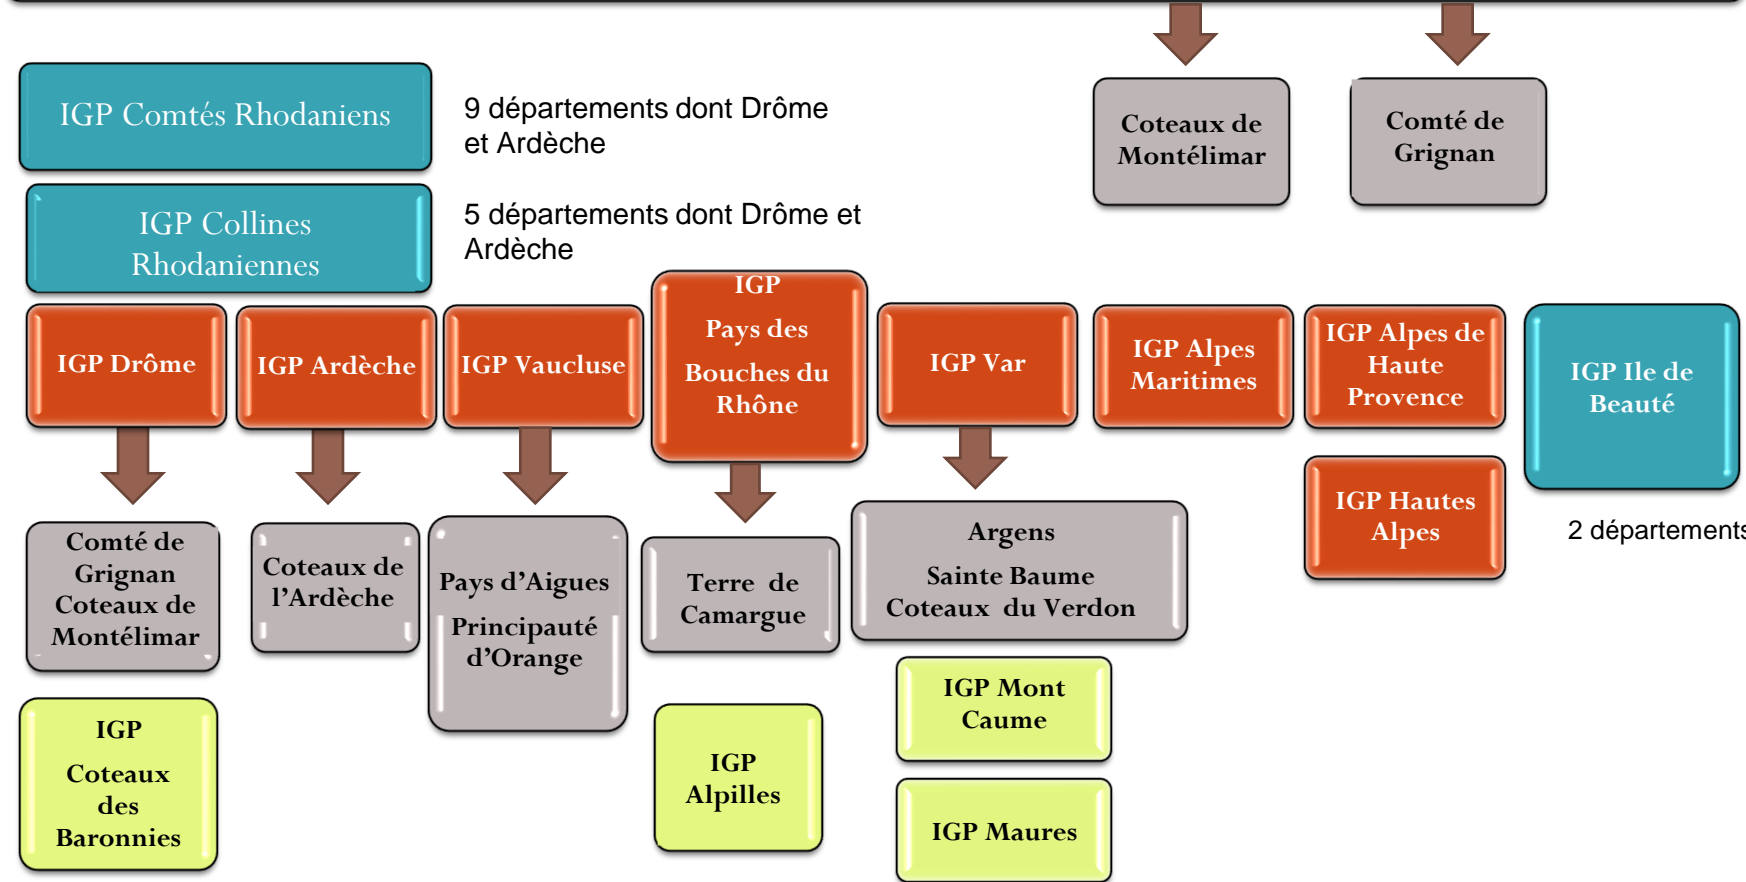 Coteaux de
Montélimar
Comté de
Grignan
IGP Comtés Rhodaniens
9 départements dont Drôme
et Ardèche
IGP Collines
Rhodaniennes
5 départements dont Drôme et
Ardèche
IGP Drôme
IGP Ardèche
IGP Vaucluse
IGP
Pays des
Bouches du
Rhône
IGP Var
IGP Alpes
Maritimes
IGP Alpes de
Haute
Provence
IGP Ile de
Beauté
IGP Hautes
Alpes
2 départements
Comté de
Grignan
Coteaux de
Montélimar
Coteaux de
l’Ardèche
Pays d’Aigues
Principauté
d’Orange
Terre de
Camargue
Argens
Sainte Baume
Coteaux du Verdon
IGP
Coteaux
des
Baronnies
IGP
Alpilles
IGP Mont
Caume
IGP Maures